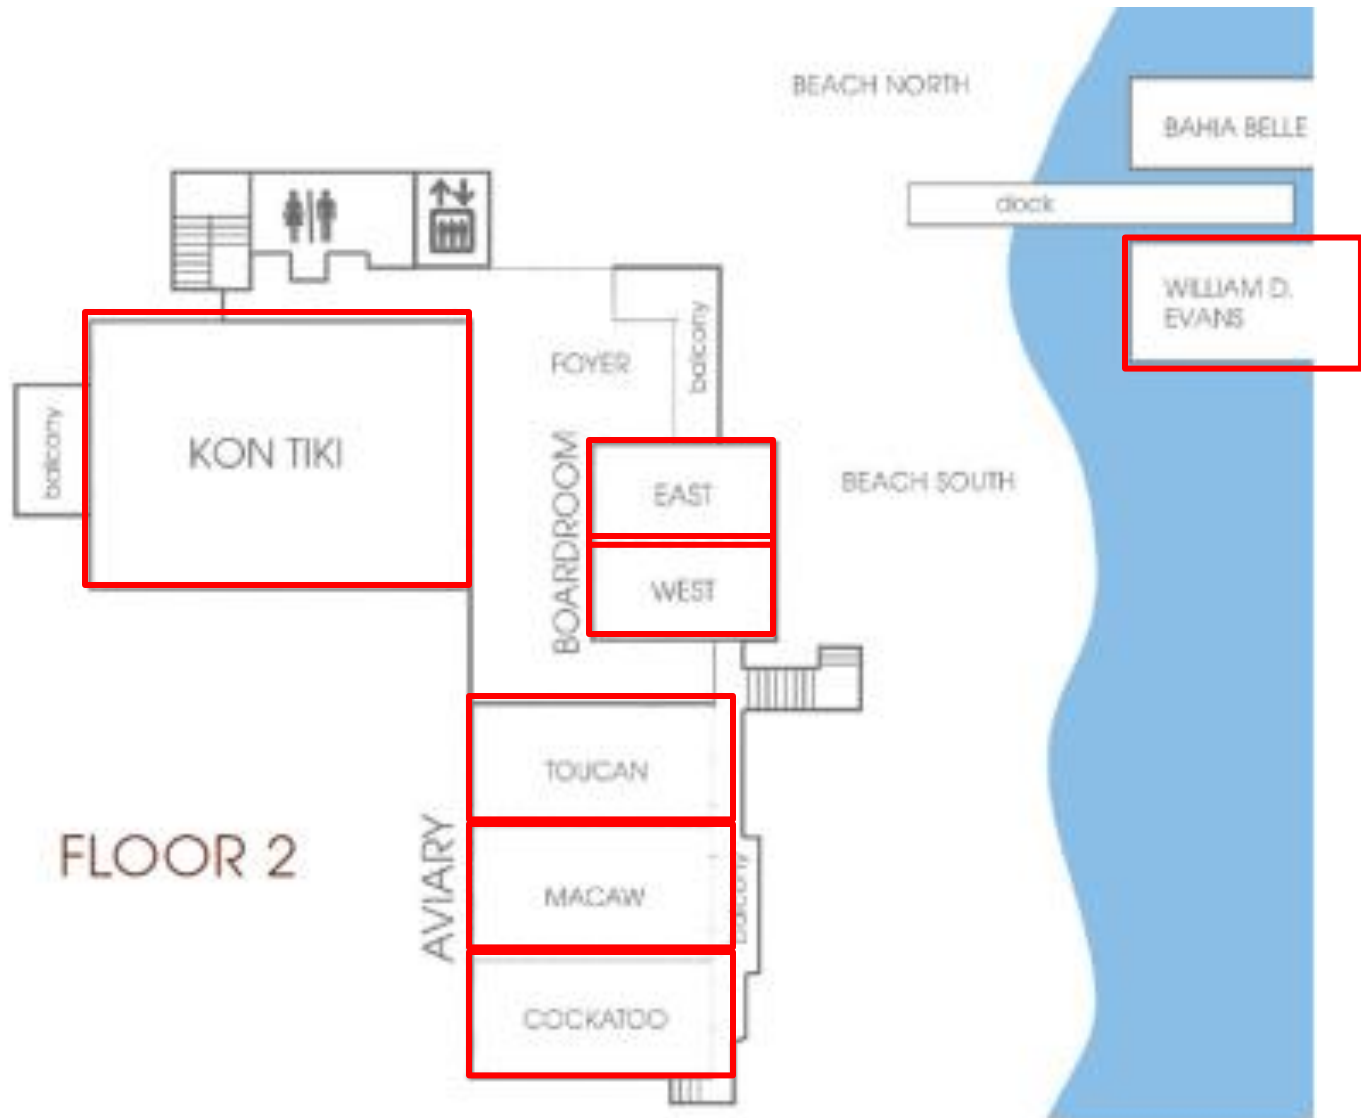 BEACH NORTH
BAHIA BELLE
dock
WILLIAM D.
EVANS
FOYER
balcony
balcony
KON TIKI
BOARDROOM
EAST
BEACH SOUTH
WEST
TOUCAN
FLOOR 2
AVIARY
MACAW
balcony
COCKATOO